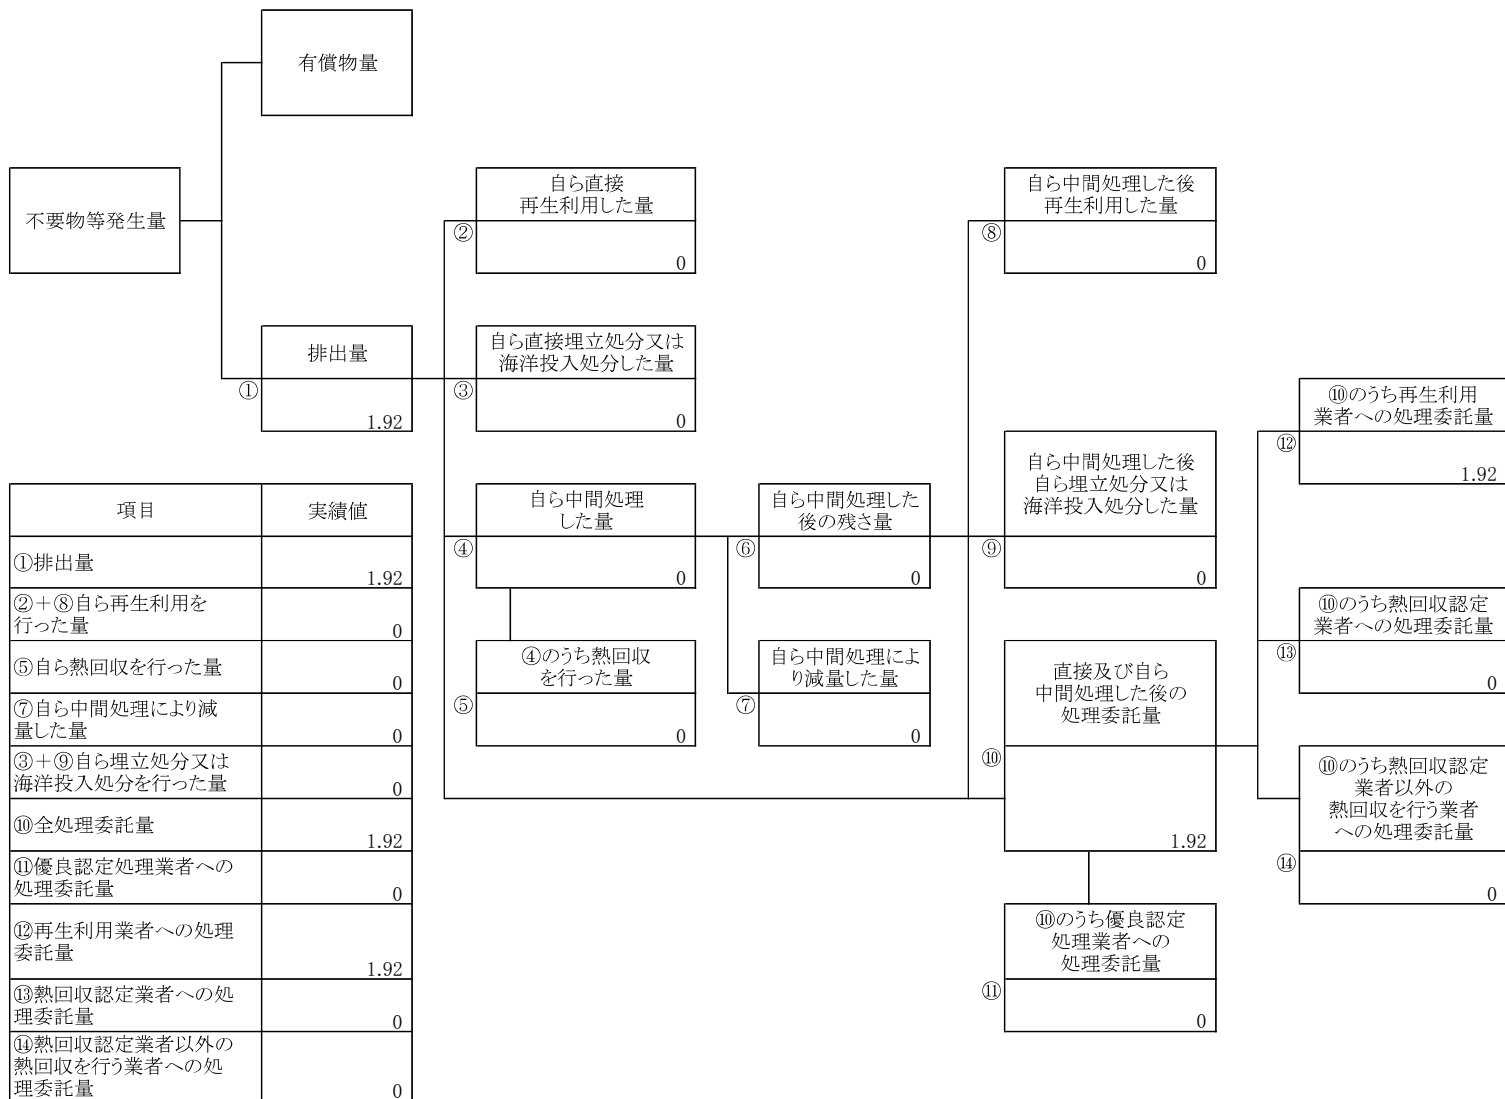 有償物量
不要物等発生量
①
排出量
1.92
②
自ら直接
再生利用した量
0
③
自ら直接埋立処分又は
海洋投入処分した量
0
④
自ら中間処理
した量
0
⑤
④のうち熱回収
を行った量
0
⑥
自ら中間処理した
後の残さ量
0
⑦
自ら中間処理によ
り減量した量
0
⑧
自ら中間処理した後
再生利用した量
0
⑨
自ら中間処理した後
自ら埋立処分又は
海洋投入処分した量
0
⑩
直接及び自ら
中間処理した後の
処理委託量
1.92
⑪
⑩のうち優良認定
処理業者への
処理委託量
0
⑫
⑩のうち再生利用
業者への処理委託量
1.92
⑬
⑩のうち熱回収認定
業者への処理委託量
0
⑭
⑩のうち熱回収認定
業者以外の
熱回収を行う業者
への処理委託量
0
項目 実績値
①排出量
1.92
②+⑧自ら再生利用を
行った量
0
⑤自ら熱回収を行った量
0
⑦自ら中間処理により減
量した量
0
③+⑨自ら埋立処分又は
海洋投入処分を行った量
0
⑩全処理委託量
1.92
⑪優良認定処理業者への
処理委託量
0
⑫再生利用業者への処理
委託量
1.92
⑬熱回収認定業者への処
理委託量
0
⑭熱回収認定業者以外の
熱回収を行う業者への処
理委託量
0